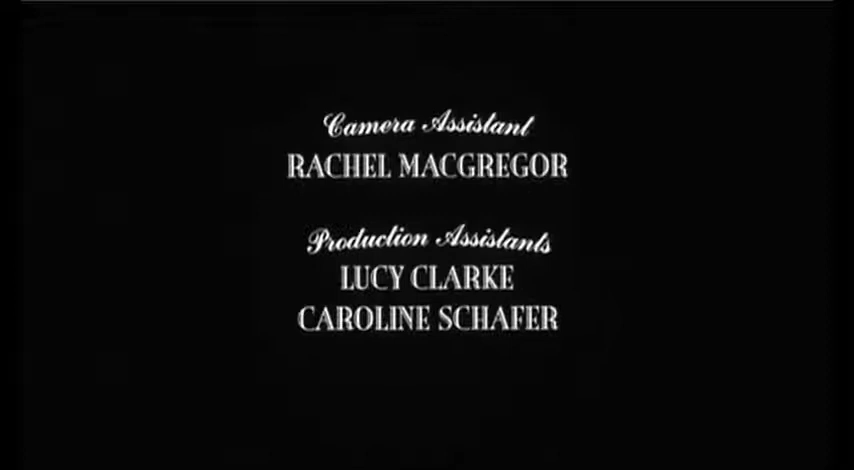 Camera Assistant
RACHEL MACGREGOR
Production Assistants
LUCY CLARKE
CAROLINE SCHAFER